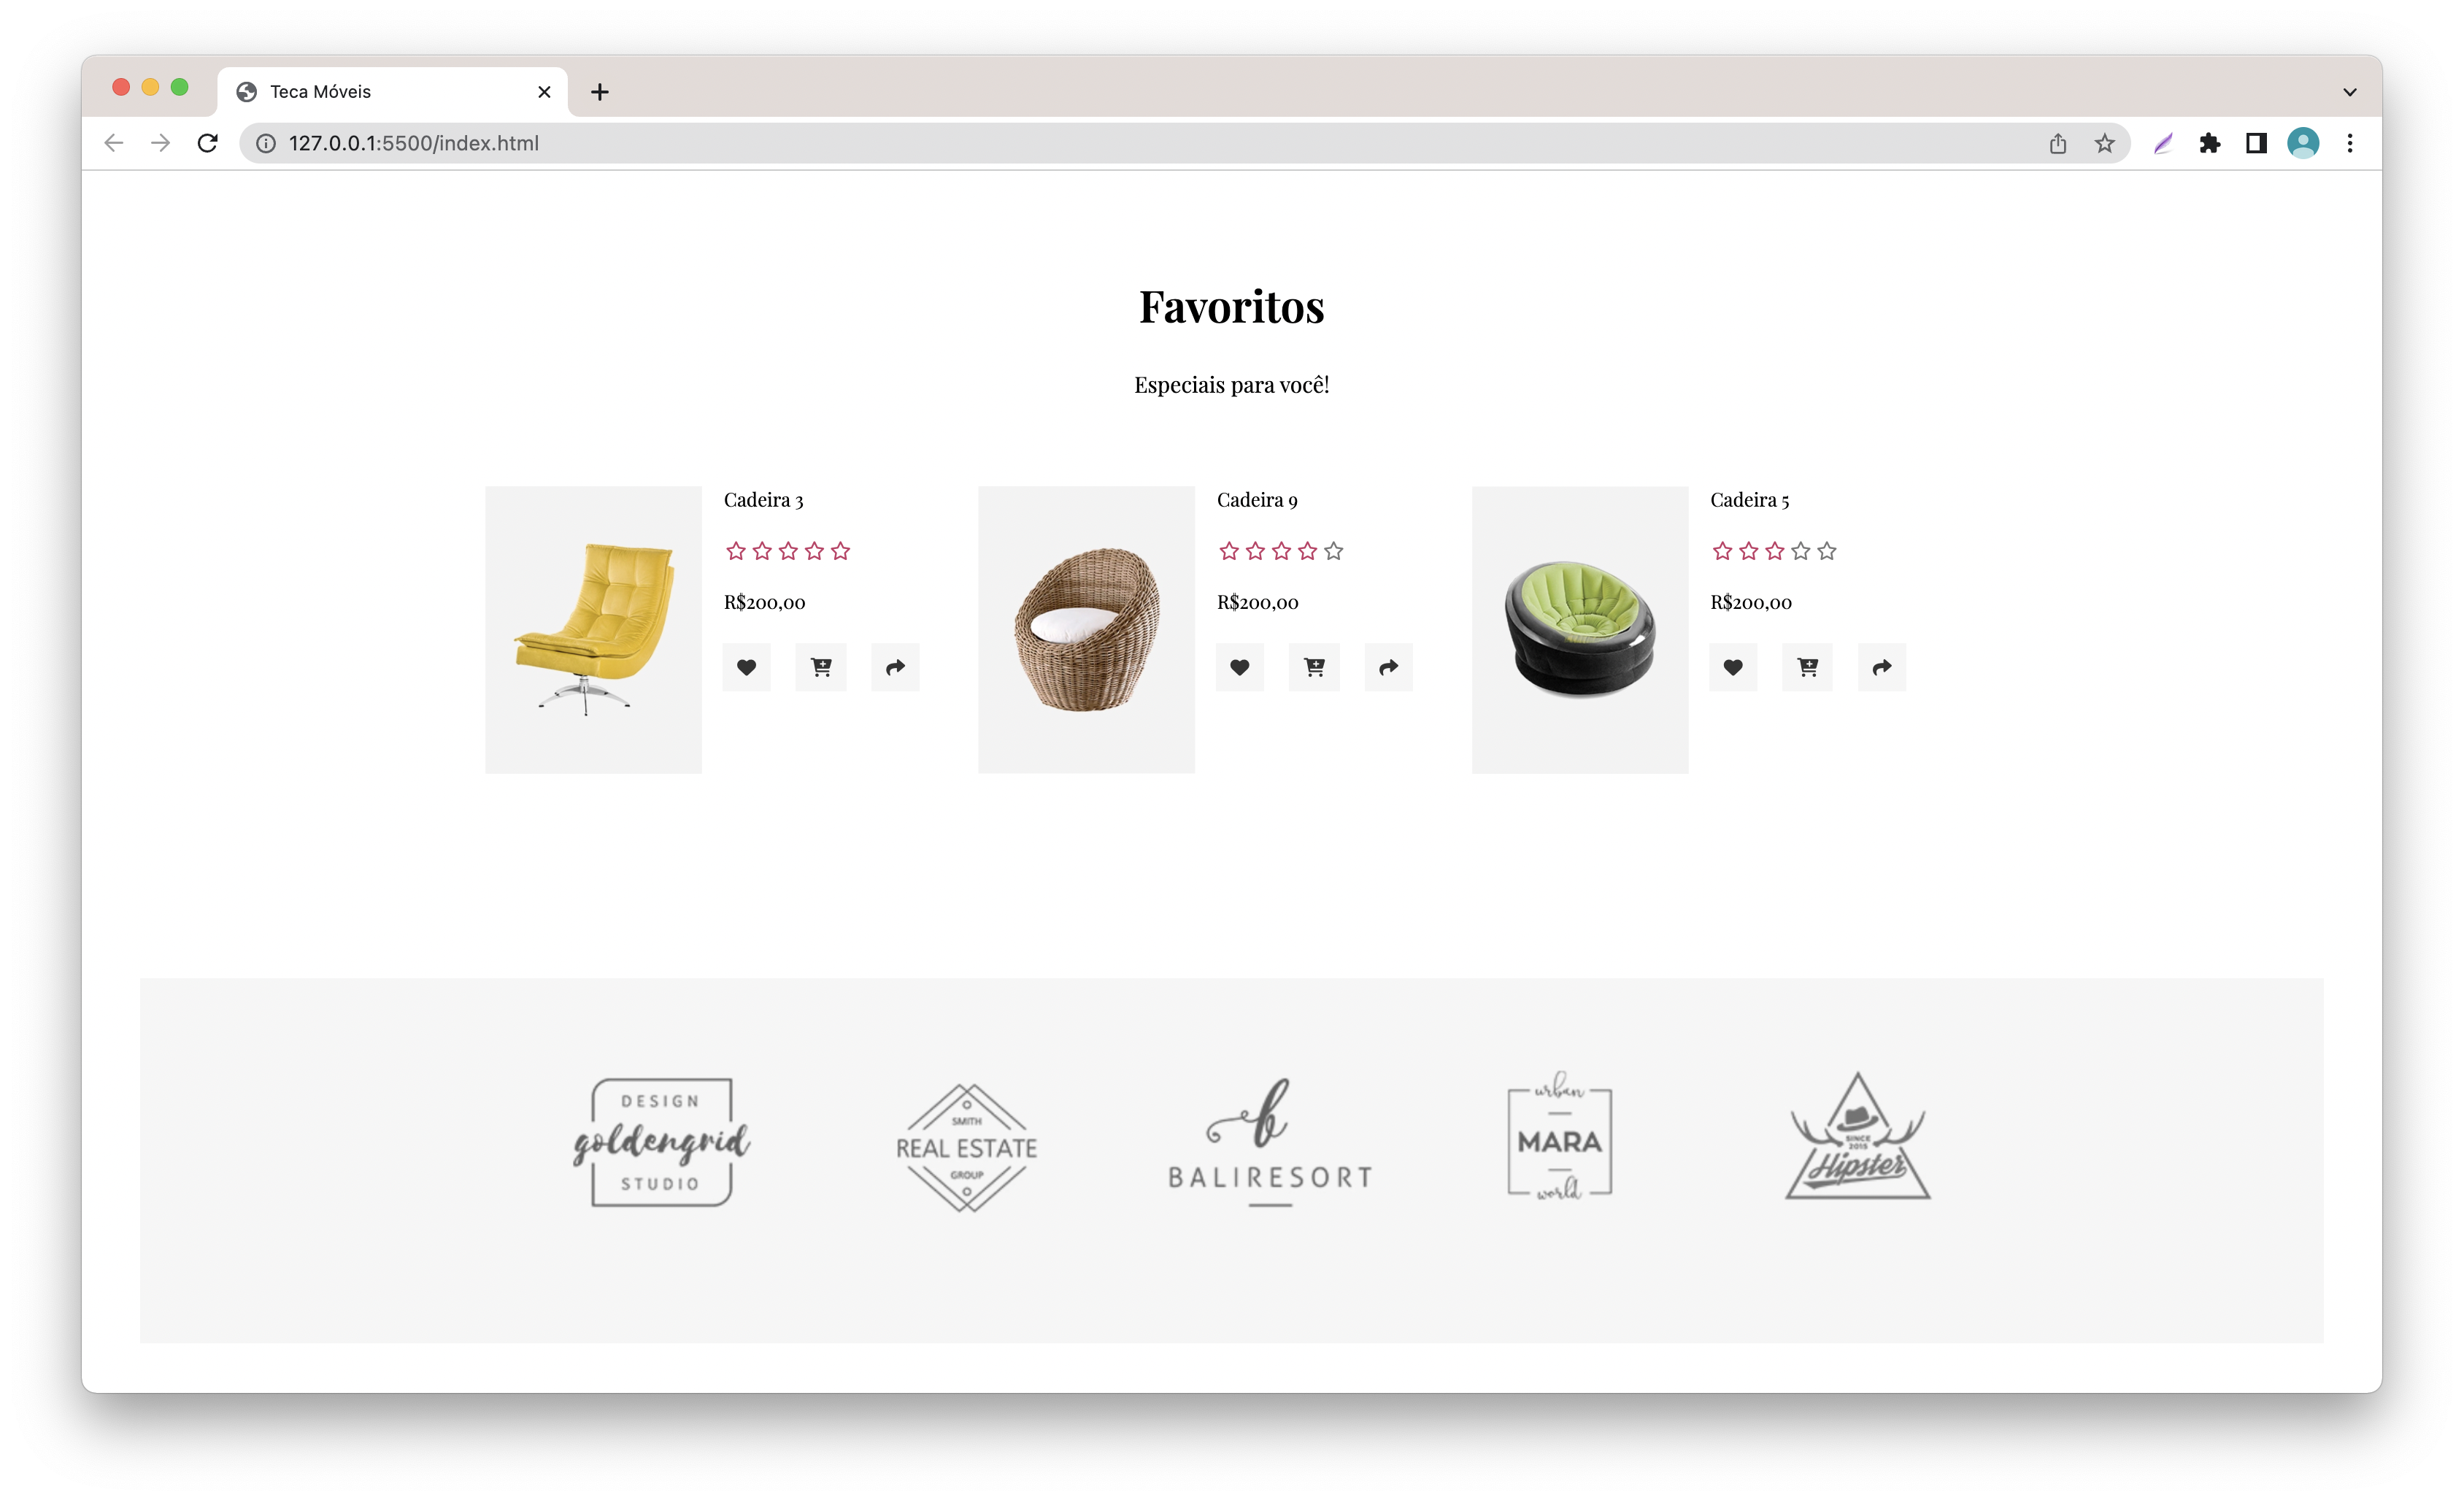 Teca Móveis
127.0.0.1:5500/index.html
Favoritos
Especiais para você!
Cadeira 3
R$200,00
Cadeira 9
R$200,00
Cadeira 5
R$200,00
DESIGN
goldengrid
STUDIO
SMITH
REAL ESTATE
GROUP
b
BALIRESORT
urban
MARA
world
SINCE
2015
Hipster